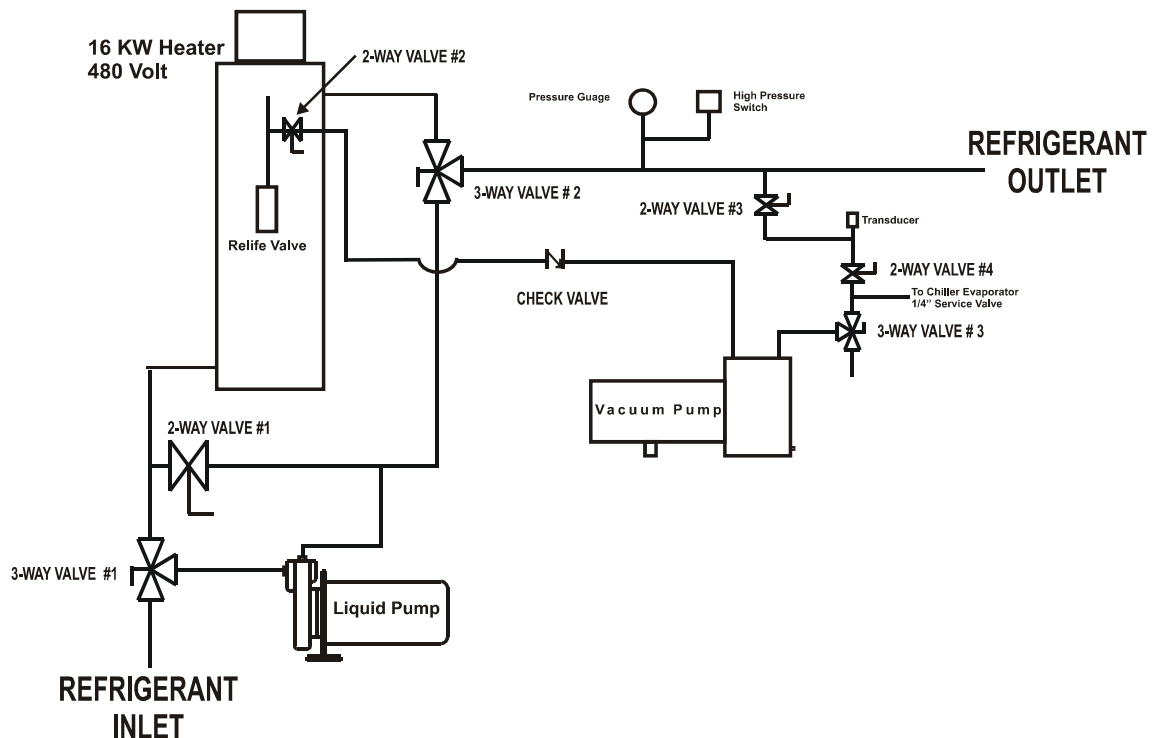 16 KW Heater
480 Volt
2-WAY VALVE #2
Pressure Guage
High Pressure
Switch
REFRIGERANT
OUTLET
3-WAY VALVE # 2
2-WAY VALVE #3
Transducer
Relife Valve
2-WAY VALVE #4
To Chiller Evaporator
1/4" Service Valve
CHECK VALVE
3-WAY VALVE # 3
Vacuum Pump
2-WAY VALVE #1
3-WAY VALVE #1
Liquid Pump
REFRIGERANT
INLET